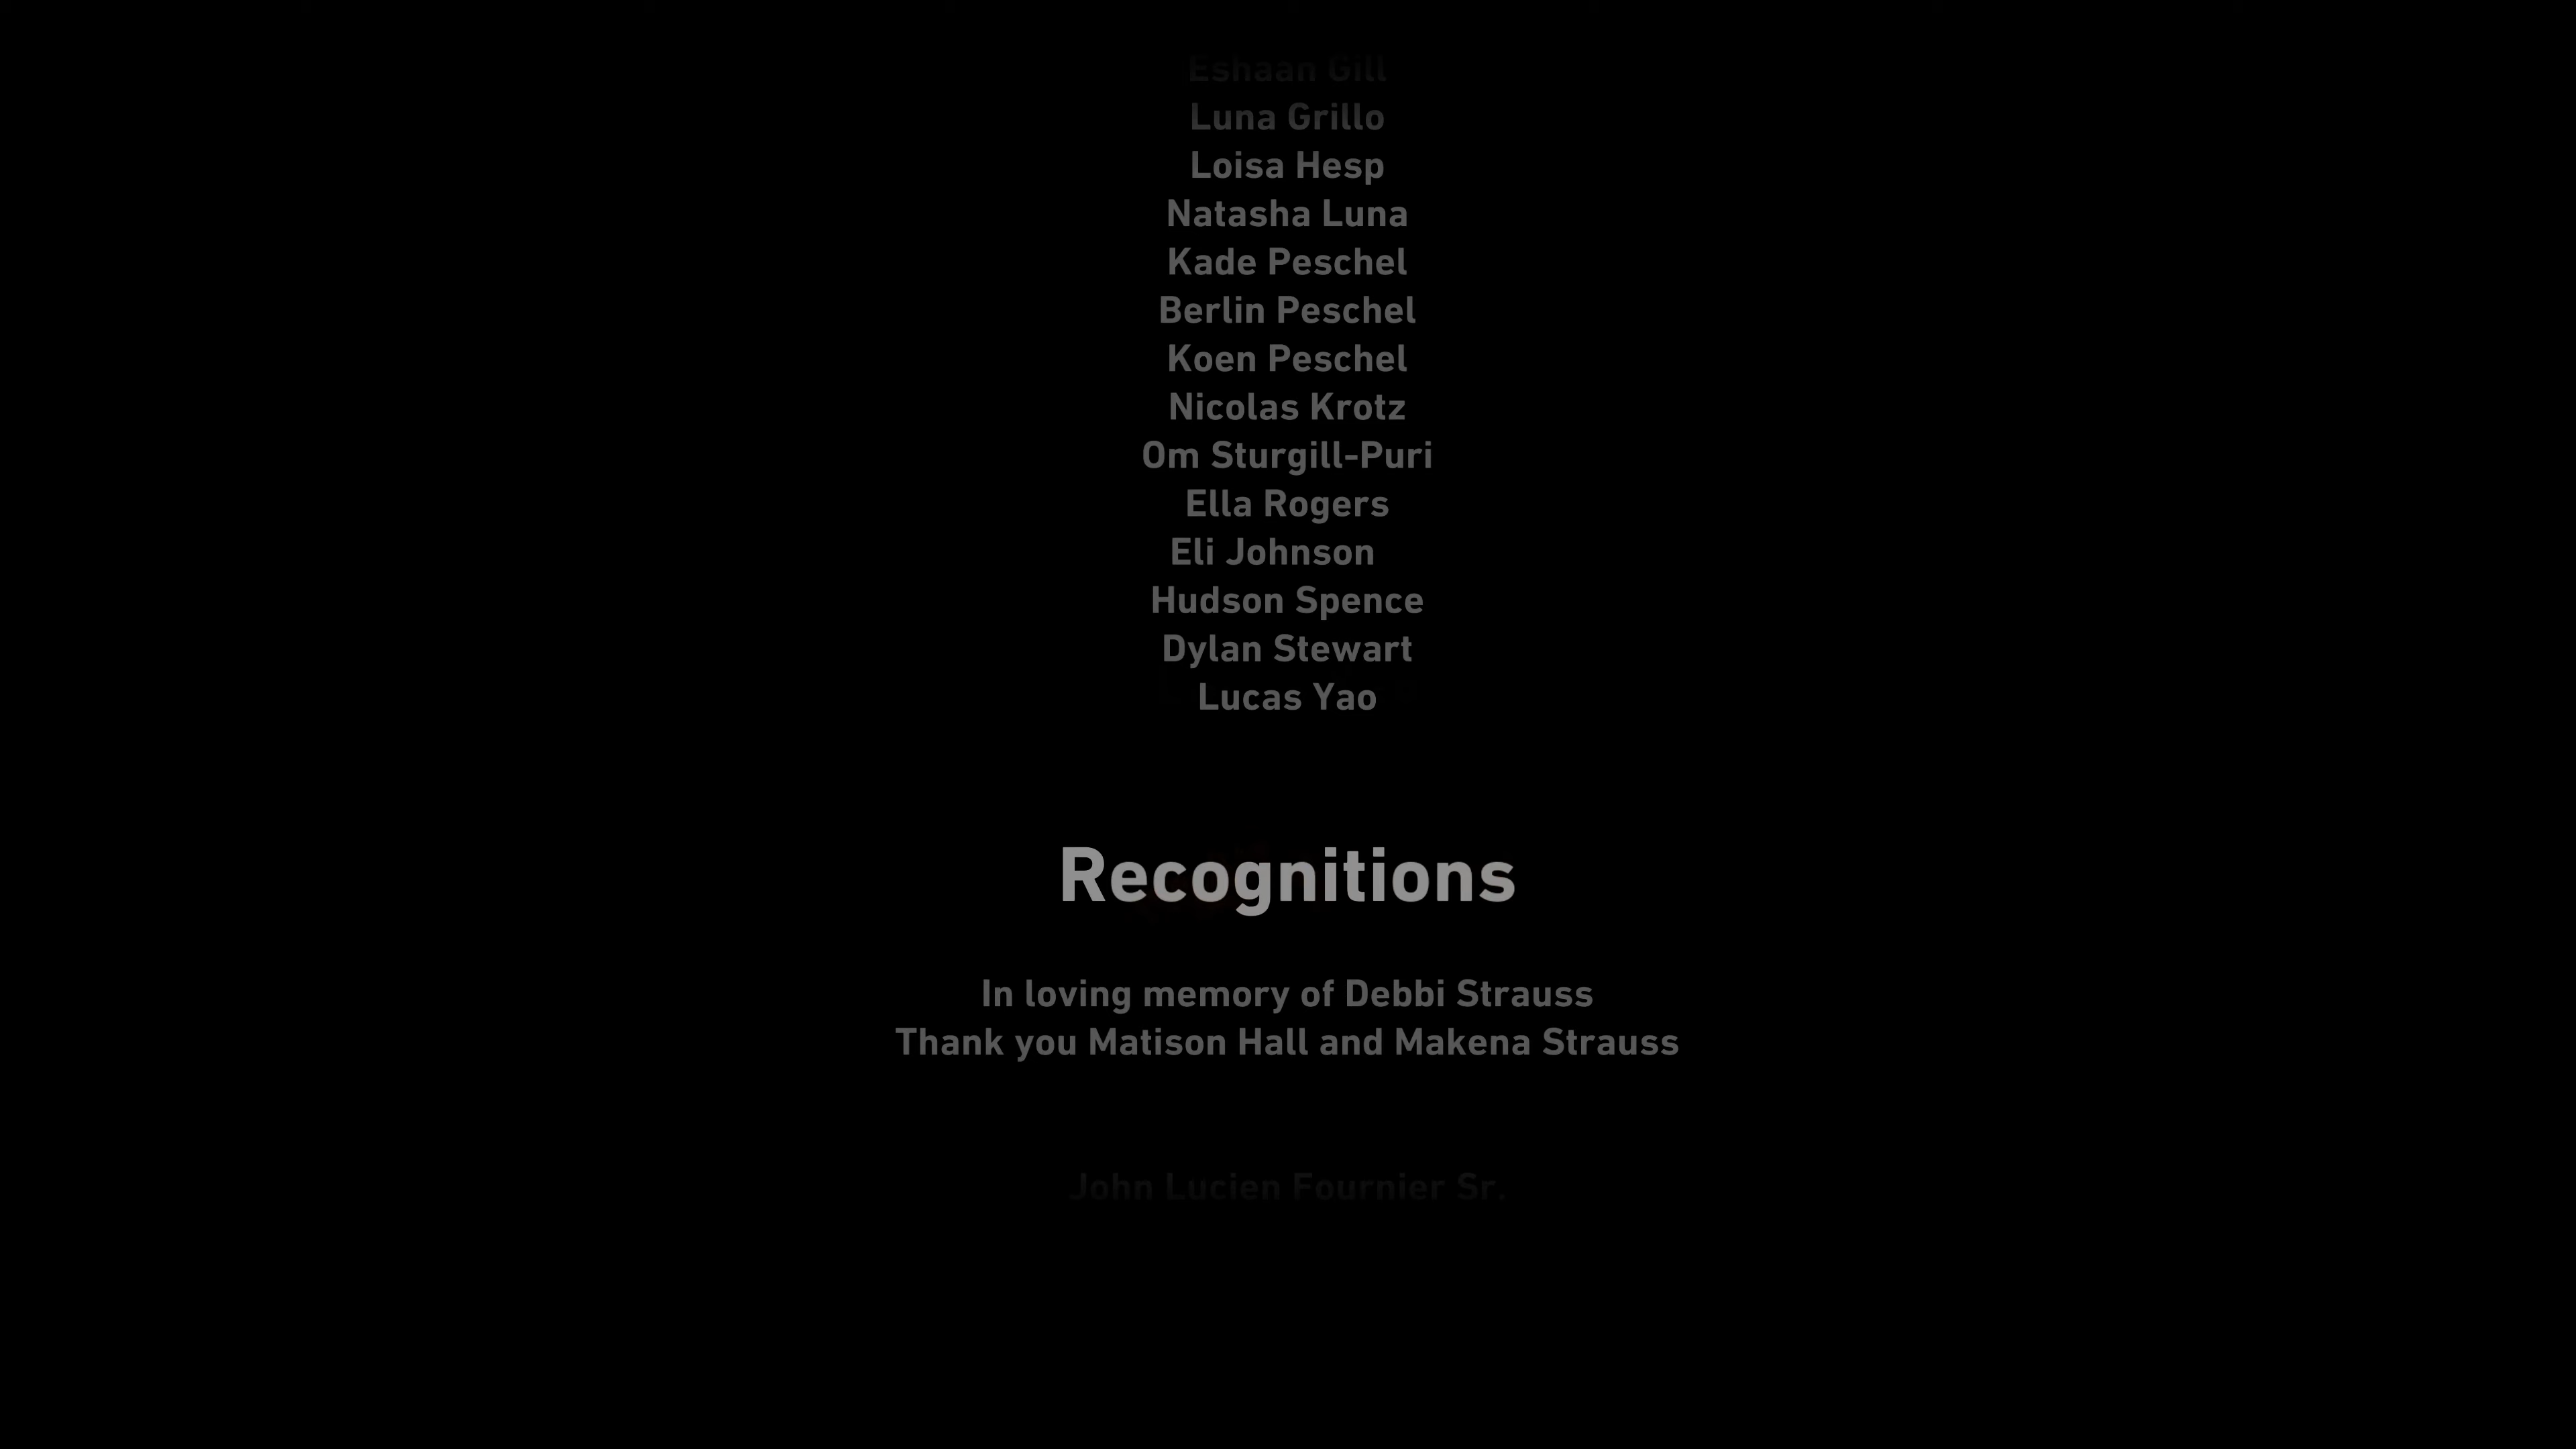 Eshaan Gill
Luna Grillo
Loisa Hesp
Natasha Luna
Kade Peschel
Berlin Peschel
Koen Peschel
Nicolas Krotz
Om Sturgill-Puri
Ella Rogers
Eli Johnson
Hudson Spence
Dylan Stewart
Lucas Yao
Recognitions
In loving memory of Debbi Strauss
Thank you Matison Hall and Makena Strauss
John Lucien Fournier Sr.